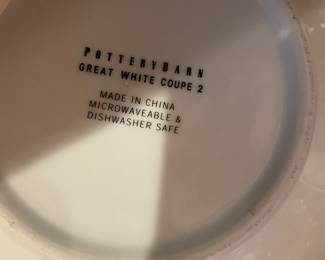 POTTERYBARN
GREAT WHITE COUPE 2
MADE IN CHINA
MICROWAVEABLE &
DISHWASHER SAFE